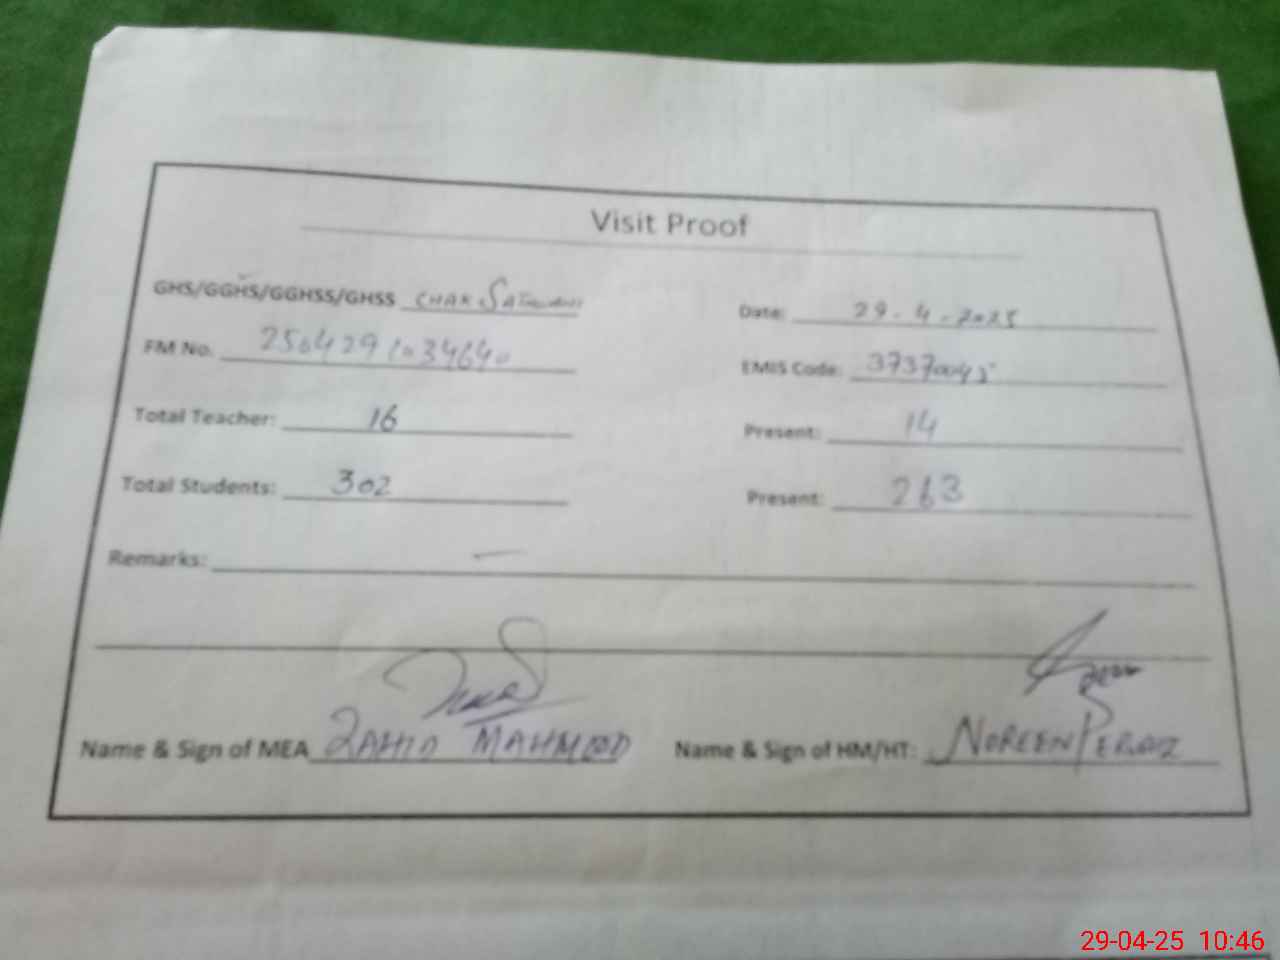 Visit Proof
GHS/GGHS/GGHSS/GHSS CHAK
Date: 29.4.2025
FM No. 2504291034640
EMIS Code: 37370045
Total Teacher: 16
Present: 14
Total Students: 302
Present: 263
Remarks: —
Name & Sign of MEA ZAHID MAHMOOD
Name & Sign of HM/HT: NOREEN PERVAIZ
29-04-25 10:46